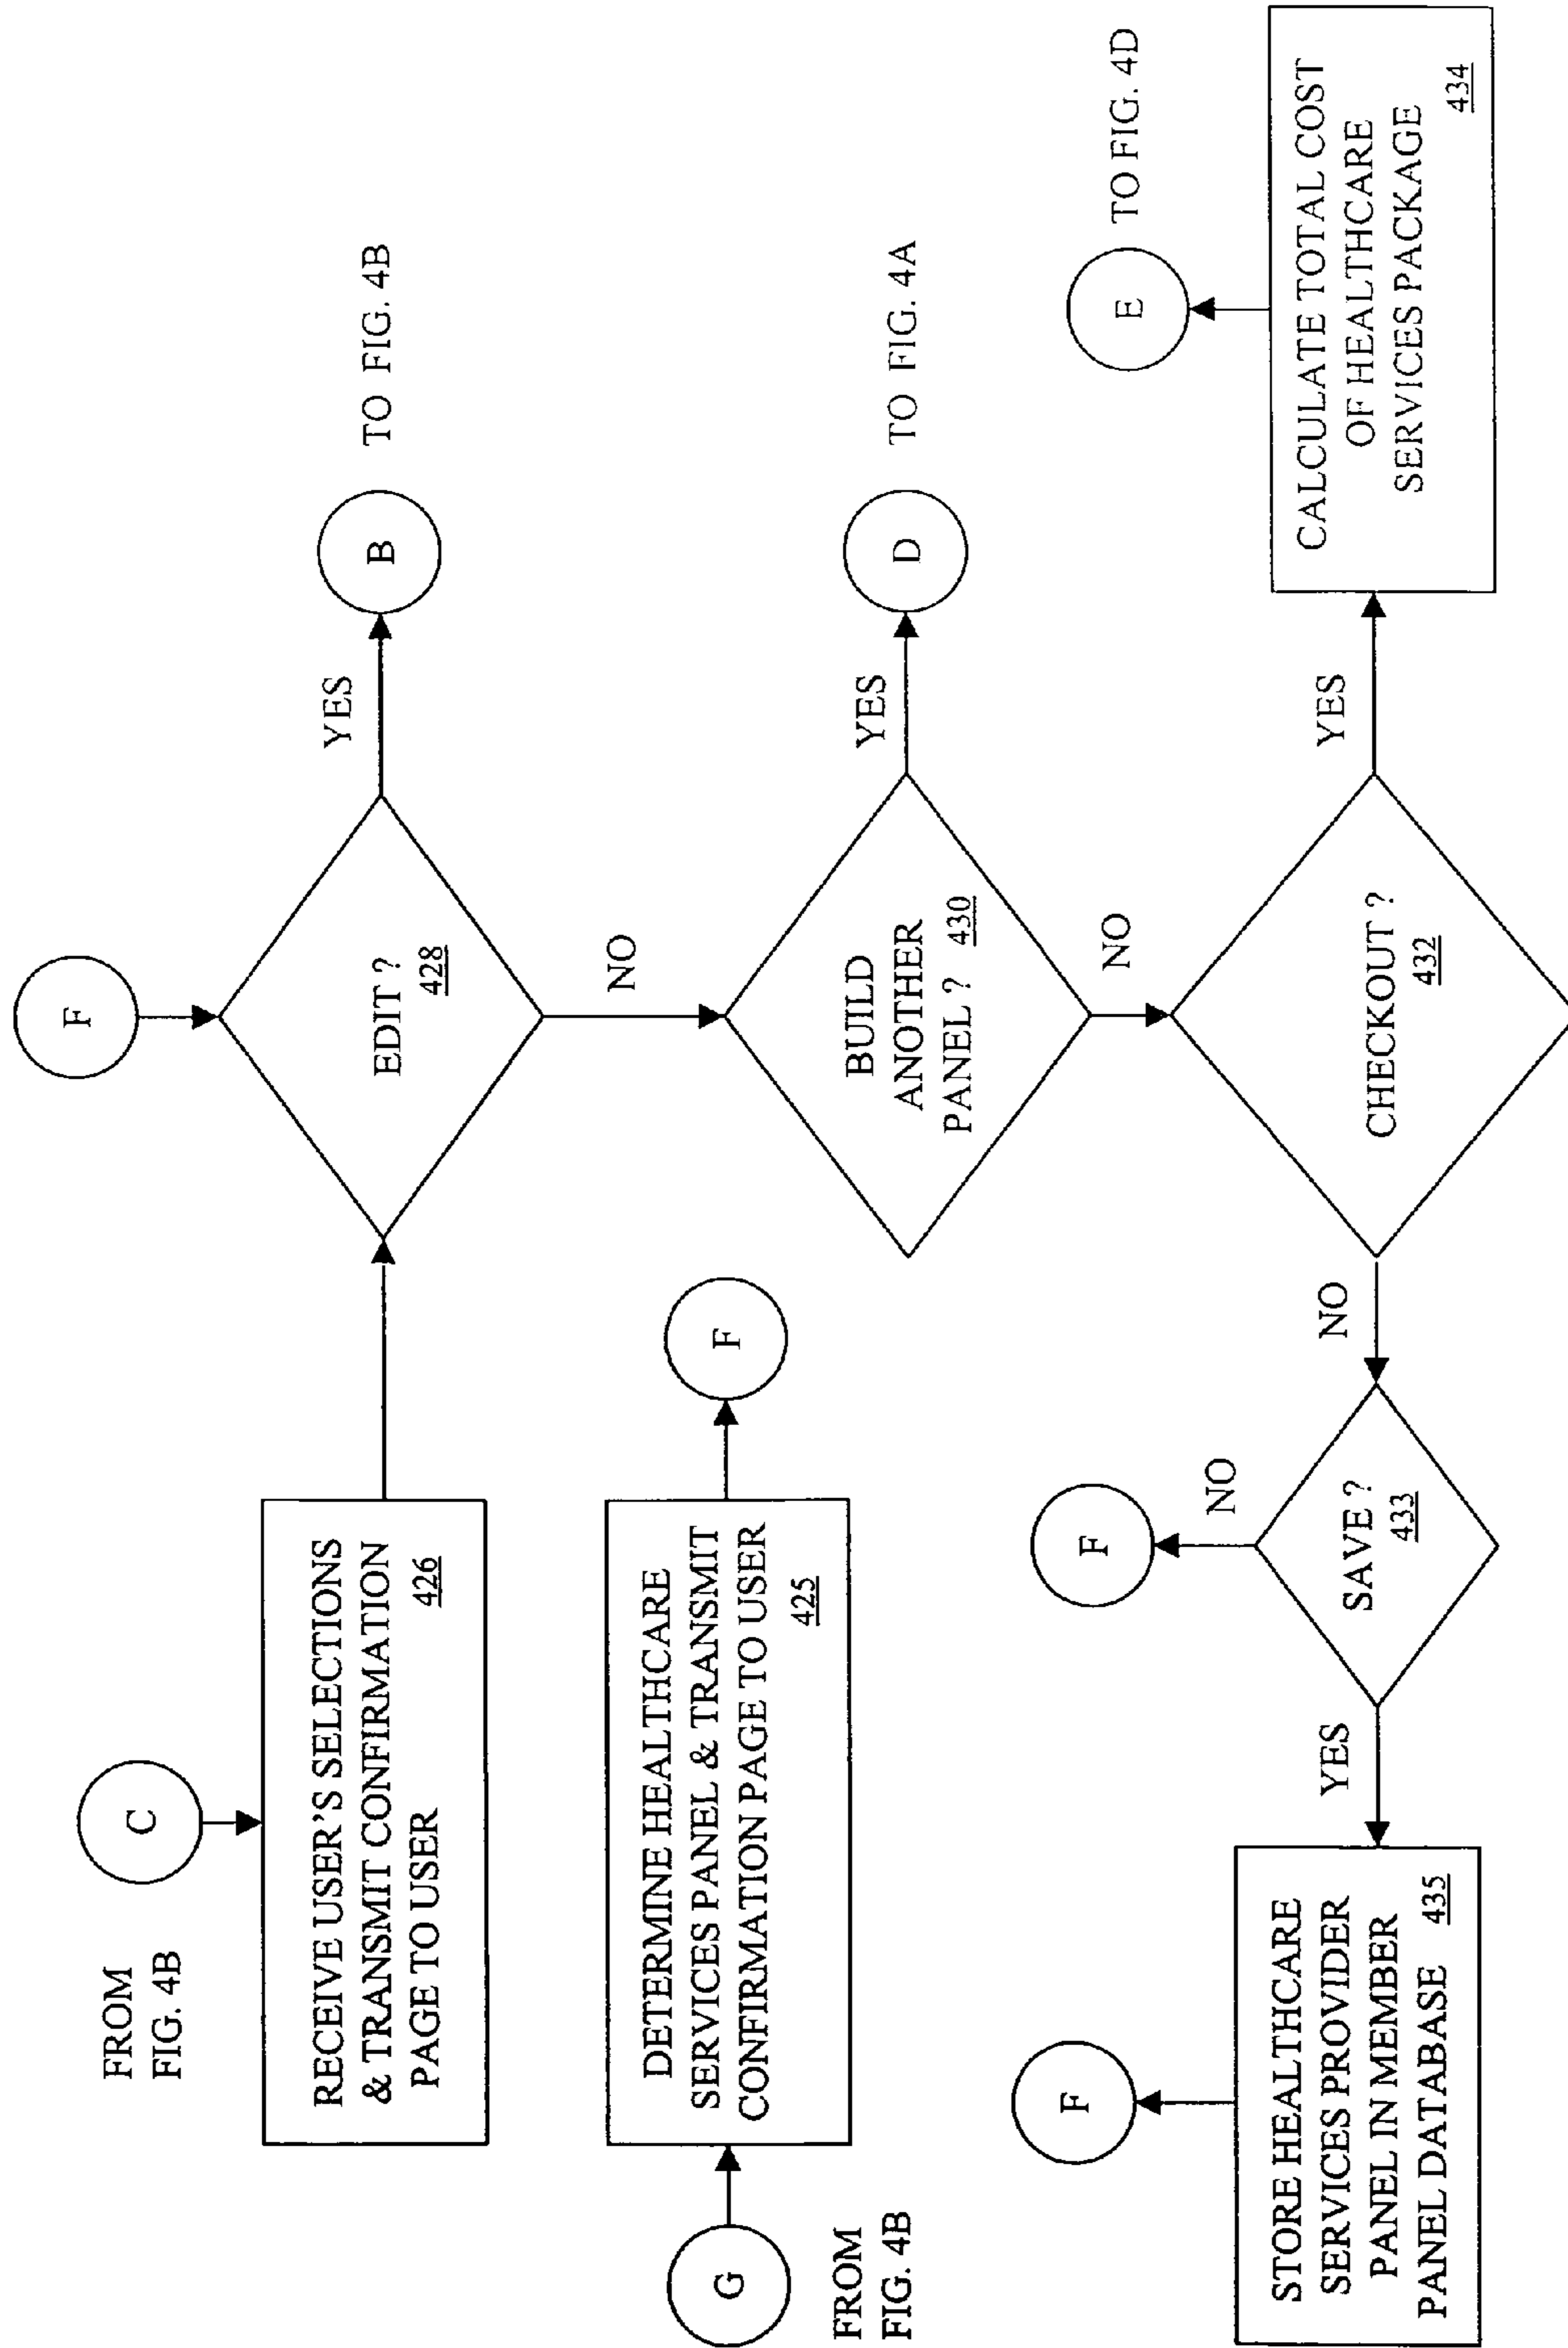 F
C
FROM
FIG. 4B
RECEIVE USER'S SELECTIONS
& TRANSMIT CONFIRMATION
PAGE TO USER
426
EDIT ?
428
YES
B
TO FIG. 4B
NO
G
FROM
FIG. 4B
DETERMINE HEALTHCARE
SERVICES PANEL & TRANSMIT
CONFIRMATION PAGE TO USER
425
F
BUILD
ANOTHER
PANEL ? 430
YES
D
TO FIG. 4A
NO
CHECKOUT ?
432
YES
CALCULATE TOTAL COST
OF HEALTHCARE
SERVICES PACKAGE
434
E
TO FIG. 4D
NO
SAVE ?
433
NO
F
YES
STORE HEALTHCARE
SERVICES PROVIDER
PANEL IN MEMBER
PANEL DATABASE 435
F